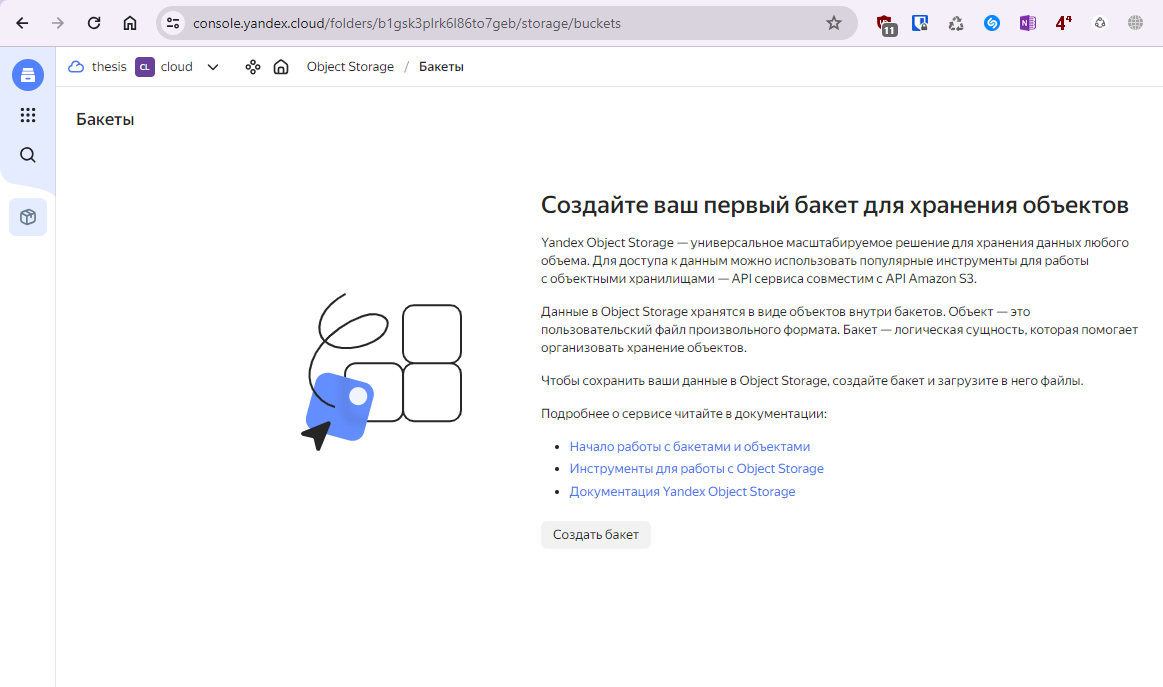 console.yandex.cloud/folders/b1gsk3plrk6l86to7geb/storage/buckets
11
N
4⁴
thesis CL cloud Object Storage / Бакеты
Бакеты
Создайте ваш первый бакет для хранения объектов
Yandex Object Storage — универсальное масштабируемое решение для хранения данных любого
объема. Для доступа к данным можно использовать популярные инструменты для работы
с объектными хранилищами — API сервиса совместим с API Amazon S3.
Данные в Object Storage хранятся в виде объектов внутри бакетов. Объект — это
пользовательский файл произвольного формата. Бакет — логическая сущность, которая помогает
организовать хранение объектов.
Чтобы сохранить ваши данные в Object Storage, создайте бакет и загрузите в него файлы.
Подробнее о сервисе читайте в документации:
Начало работы с бакетами и объектами
Инструменты для работы с Object Storage
Документация Yandex Object Storage
Создать бакет